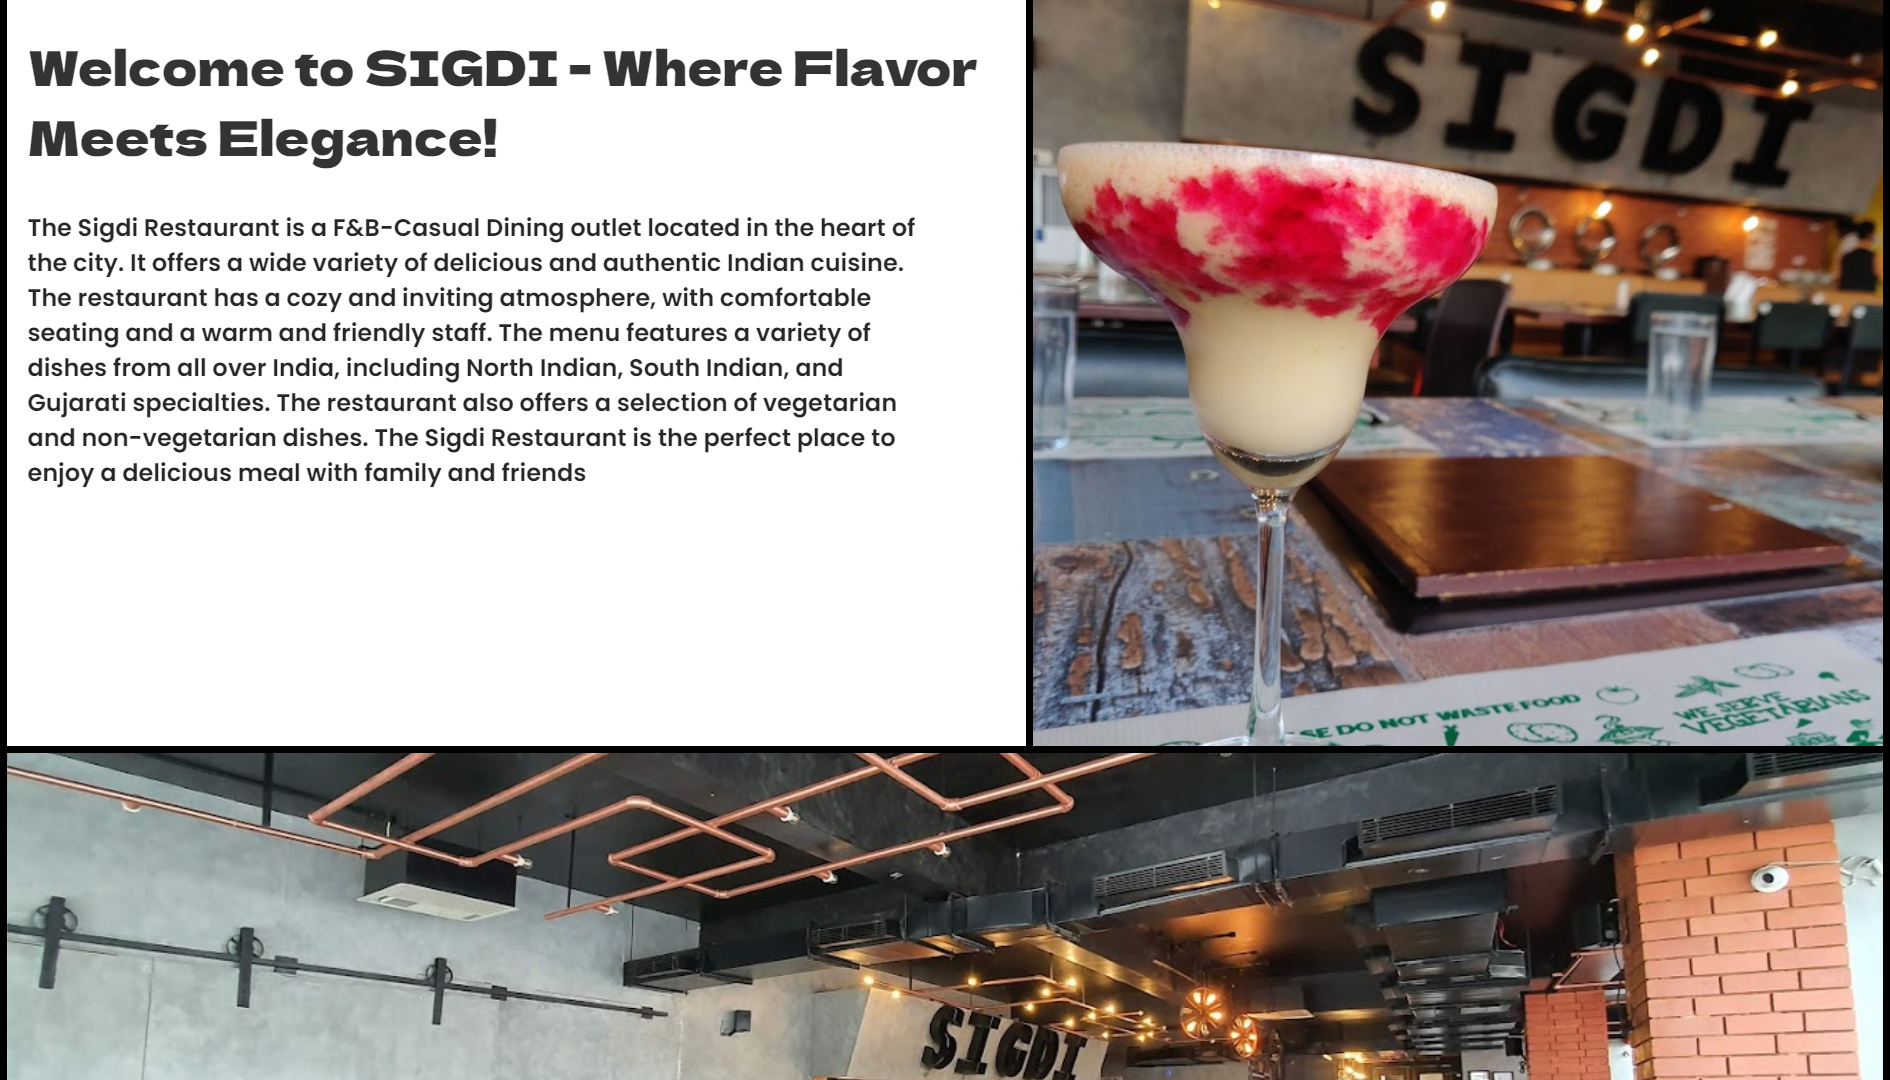 Welcome to SIGDI - Where Flavor
Meets Elegance!
The Sigdi Restaurant is a F&B-Casual Dining outlet located in the heart of
the city. It offers a wide variety of delicious and authentic Indian cuisine.
The restaurant has a cozy and inviting atmosphere, with comfortable
seating and a warm and friendly staff. The menu features a variety of
dishes from all over India, including North Indian, South Indian, and
Gujarati specialties. The restaurant also offers a selection of vegetarian
and non-vegetarian dishes. The Sigdi Restaurant is the perfect place to
enjoy a delicious meal with family and friends
SIGDI
SE DO NOT WASTE FOOD
WE SERVE
VEGETARIANS
SIGDI